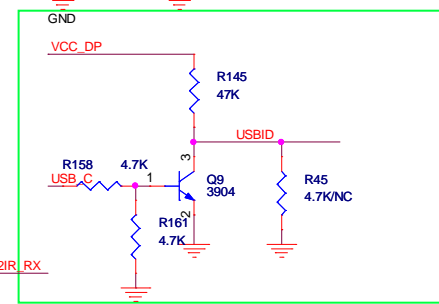 GND
VCC_DP
R145
47K
USBID
R158 4.7K
3
USB_C
1
Q9
3904
R45
4.7K/NC
2
R161
4.7K
2IR_RX